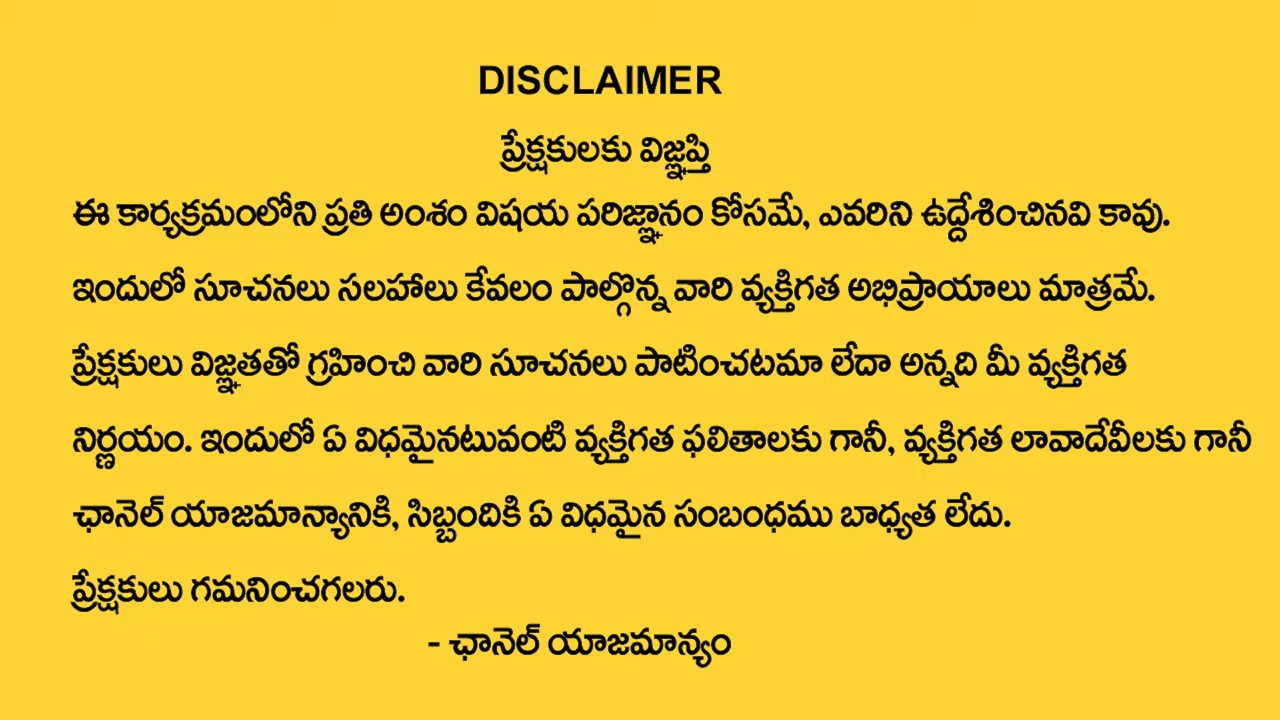 DISCLAIMER
ప్రేక్షకులకు విజ్ఞప్తి
ఈ కార్యక్రమంలోని ప్రతి అంశం విషయ పరిజ్ఞానం కోసమే, ఎవరిని ఉద్దేశించినవి కావు.
ఇందులో సూచనలు సలహాలు కేవలం పాల్గొన్న వారి వ్యక్తిగత అభిప్రాయాలు మాత్రమే.
ప్రేక్షకులు విజ్ఞతతో గ్రహించి వారి సూచనలు పాటించటమా లేదా అన్నది మీ వ్యక్తిగత
నిర్ణయం. ఇందులో ఏ విధమైనటువంటి వ్యక్తిగత ఫలితాలకు గానీ, వ్యక్తిగత లావాదేవీలకు గానీ
ఛానెల్ యాజమాన్యానికి, సిబ్బందికి ఏ విధమైన సంబంధము బాధ్యత లేదు.
ప్రేక్షకులు గమనించగలరు.
- ఛానెల్ యాజమాన్యం